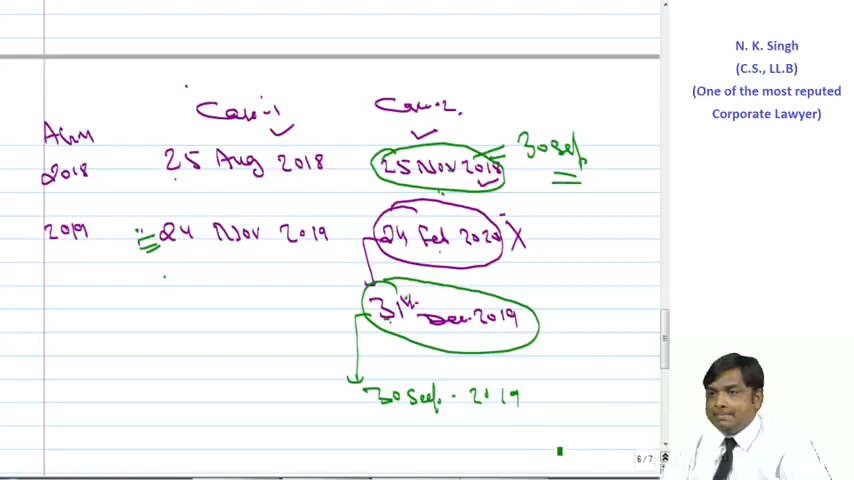 N. K. Singh
(C.S., LL.B)
(One of the most reputed
Corporate Lawyer)
Case-1 Case-2.
AGM
2018 25 Aug 2018 25 Nov 2018 30 Sep
2019 24 Nov 2019 24 Feb 2020 X
31st Dec. 2019
30 Sep. - 2019
6 / 7